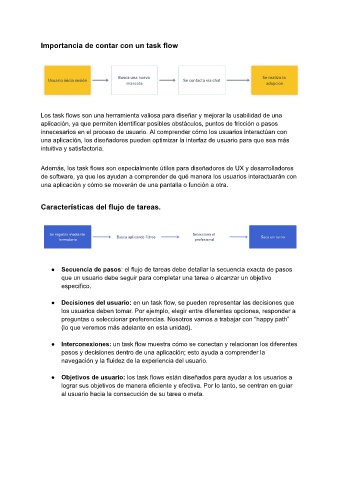 Importancia de contar con un task flow
Usuario inicia sesión
Busca una nueva
mascota
Se contacta vía chat
Se realiza la
adopción
Los task flows son una herramienta valiosa para diseñar y mejorar la usabilidad de una
aplicación, ya que permiten identificar posibles obstáculos, puntos de fricción o pasos
innecesarios en el proceso de usuario. Al comprender cómo los usuarios interactúan con
una aplicación, los diseñadores pueden optimizar la interfaz de usuario para que sea más
intuitiva y satisfactoria.
Además, los task flows son especialmente útiles para diseñadores de UX y desarrolladores
de software, ya que les ayudan a comprender de qué manera los usuarios interactuarán con
una aplicación y cómo se moverán de una pantalla o función a otra.
Características del flujo de tareas.
Se registra mediante
formulario
Busca aplicando filtros
Selecciona el
profesional
Saca un turno
● Secuencia de pasos: el flujo de tareas debe detallar la secuencia exacta de pasos
que un usuario debe seguir para completar una tarea o alcanzar un objetivo
específico.
● Decisiones del usuario: en un task flow, se pueden representar las decisiones que
los usuarios deben tomar. Por ejemplo, elegir entre diferentes opciones, responder a
preguntas o seleccionar preferencias. Nosotros vamos a trabajar con “happy path”
(lo que veremos más adelante en esta unidad).
● Interconexiones: un task flow muestra cómo se conectan y relacionan los diferentes
pasos y decisiones dentro de una aplicación; esto ayuda a comprender la
navegación y la fluidez de la experiencia del usuario.
● Objetivos de usuario: los task flows están diseñados para ayudar a los usuarios a
lograr sus objetivos de manera eficiente y efectiva. Por lo tanto, se centran en guiar
al usuario hacia la consecución de su tarea o meta.